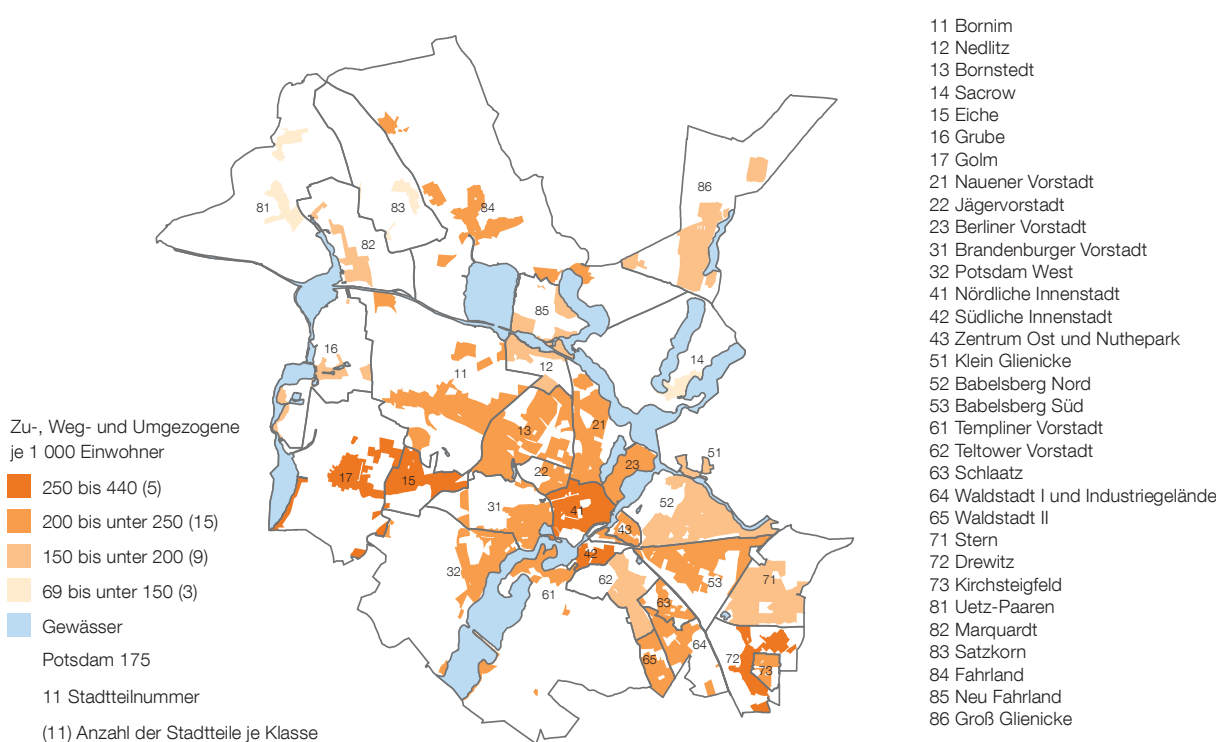 11 Bornim
12 Nedlitz
13 Bornstedt
14 Sacrow
15 Eiche
16 Grube
17 Golm
21 Nauener Vorstadt
22 Jägervorstadt
23 Berliner Vorstadt
31 Brandenburger Vorstadt
32 Potsdam West
41 Nördliche Innenstadt
42 Südliche Innenstadt
43 Zentrum Ost und Nuthepark
51 Klein Glienicke
52 Babelsberg Nord
53 Babelsberg Süd
61 Templiner Vorstadt
62 Teltower Vorstadt
63 Schlaatz
64 Waldstadt I und Industriegelände
65 Waldstadt II
71 Stern
72 Drewitz
73 Kirchsteigfeld
81 Uetz-Paaren
82 Marquardt
83 Satzkorn
84 Fahrland
85 Neu Fahrland
86 Groß Glienicke
86
81
83
84
82
85
16
14
11
12
13
21
51
22
23
17
15
52
31
41
43
42
32
62
53
71
61
63
64
65
72
73
Zu-, Weg- und Umgezogene
je 1 000 Einwohner
250 bis 440 (5)
200 bis unter 250 (15)
150 bis unter 200 (9)
69 bis unter 150 (3)
Gewässer
Potsdam 175
11 Stadtteilnummer
(11) Anzahl der Stadtteile je Klasse